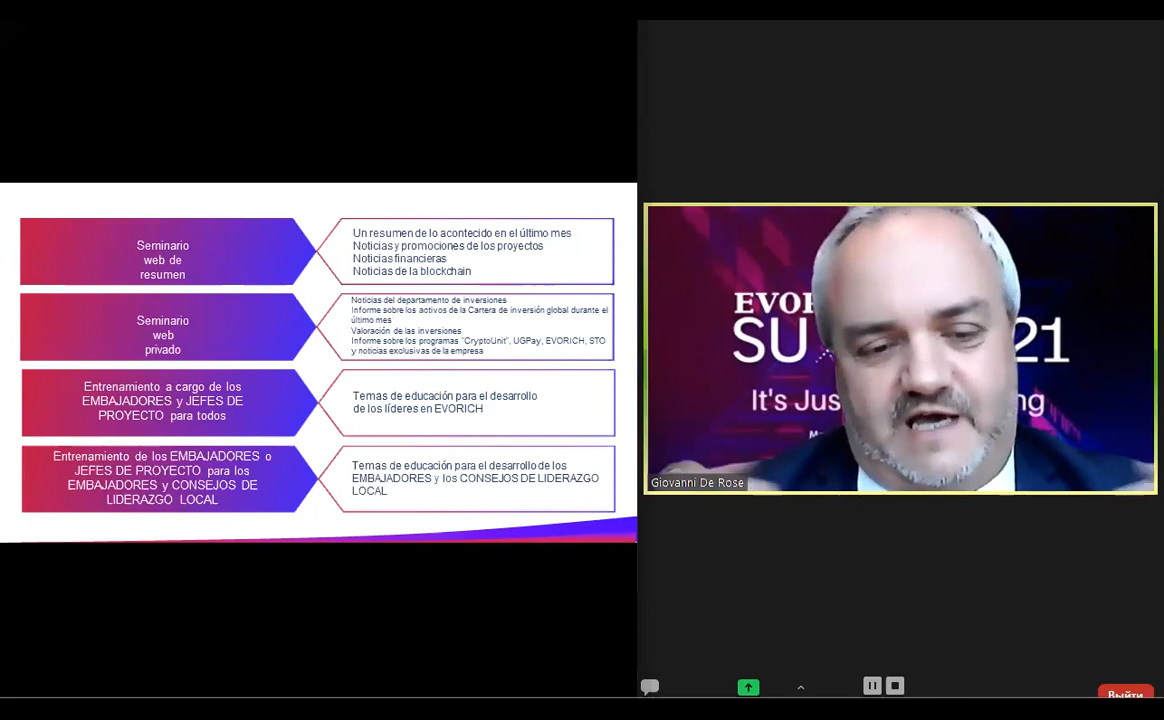 Seminario
web de
resumen
Un resumen de lo acontecido en el último mes
Noticias y promociones de los proyectos
Noticias financieras
Noticias de la blockchain
Seminario
web
privado
Noticias del departamento de inversiones
Informe sobre los activos de la Cartera de inversión global durante el
último mes
Valoración de las inversiones
Informe sobre los programas "CryptoUnit", UGPay, EVORICH, STO
y noticias exclusivas de la empresa
Entrenamiento a cargo de los
EMBAJADORES y JEFES DE
PROYECTO para todos
Temas de educación para el desarrollo
de los líderes en EVORICH
Entrenamiento de los EMBAJADORES o
JEFES DE PROYECTO para los
EMBAJADORES y CONSEJOS DE
LIDERAZGO LOCAL
Temas de educación para el desarrollo de los
EMBAJADORES y los CONSEJOS DE LIDERAZGO
LOCAL
EVOR
SU 21
It's Jus ng
Giovanni De Rose
Выйти